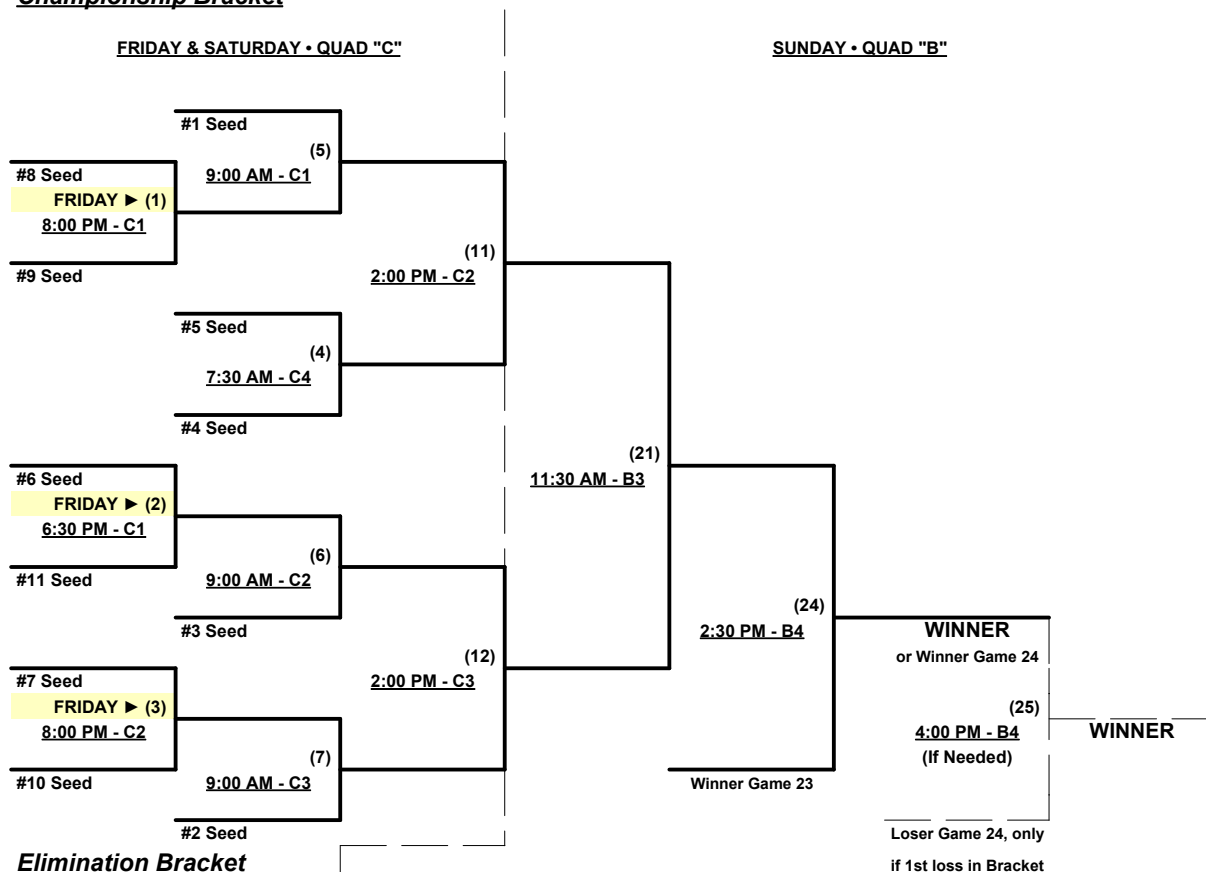 Championship Bracket
FRIDAY & SATURDAY • QUAD "C"
SUNDAY • QUAD "B"
#1 Seed
(5)
#8 Seed
9:00 AM - C1
FRIDAY ► (1)
8:00 PM - C1
(11)
#9 Seed
2:00 PM - C2
#5 Seed
(4)
7:30 AM - C4
#4 Seed
(21)
#6 Seed
11:30 AM - B3
FRIDAY ► (2)
6:30 PM - C1
(6)
#11 Seed
9:00 AM - C2
(24)
#3 Seed
2:30 PM - B4
WINNER
(12)
or Winner Game 24
#7 Seed
2:00 PM - C3
FRIDAY ► (3)
(25)
8:00 PM - C2
4:00 PM - B4
WINNER
(7)
(If Needed)
#10 Seed
9:00 AM - C3
Winner Game 23
#2 Seed
Loser Game 24, only
Elimination Bracket
if 1st loss in Bracket